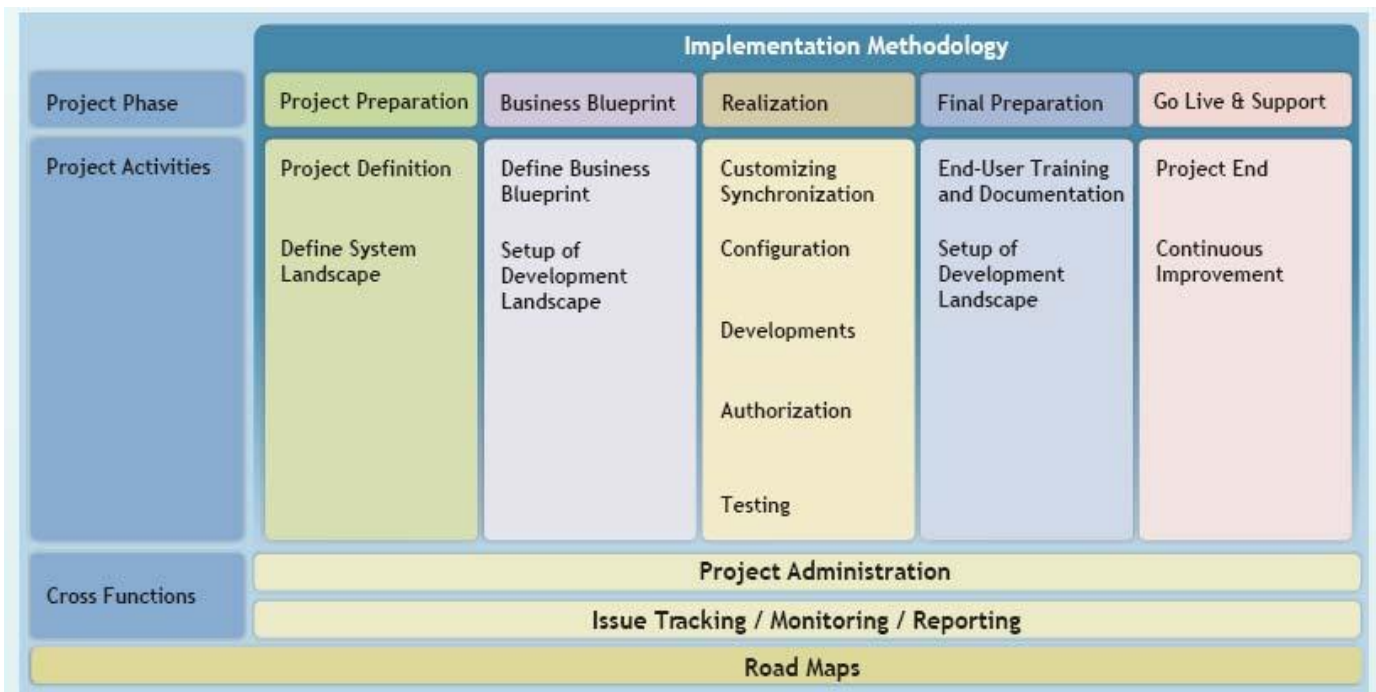 Implementation Methodology
Project Phase
Project Preparation
Business Blueprint
Realization
Final Preparation
Go Live & Support
Project Activities
Project Definition
Define System
Landscape
Define Business
Blueprint
Setup of
Development
Landscape
Customizing
Synchronization
Configuration
Developments
Authorization
Testing
End-User Training
and Documentation
Setup of
Development
Landscape
Project End
Continuous
Improvement
Cross Functions
Project Administration
Issue Tracking / Monitoring / Reporting
Road Maps